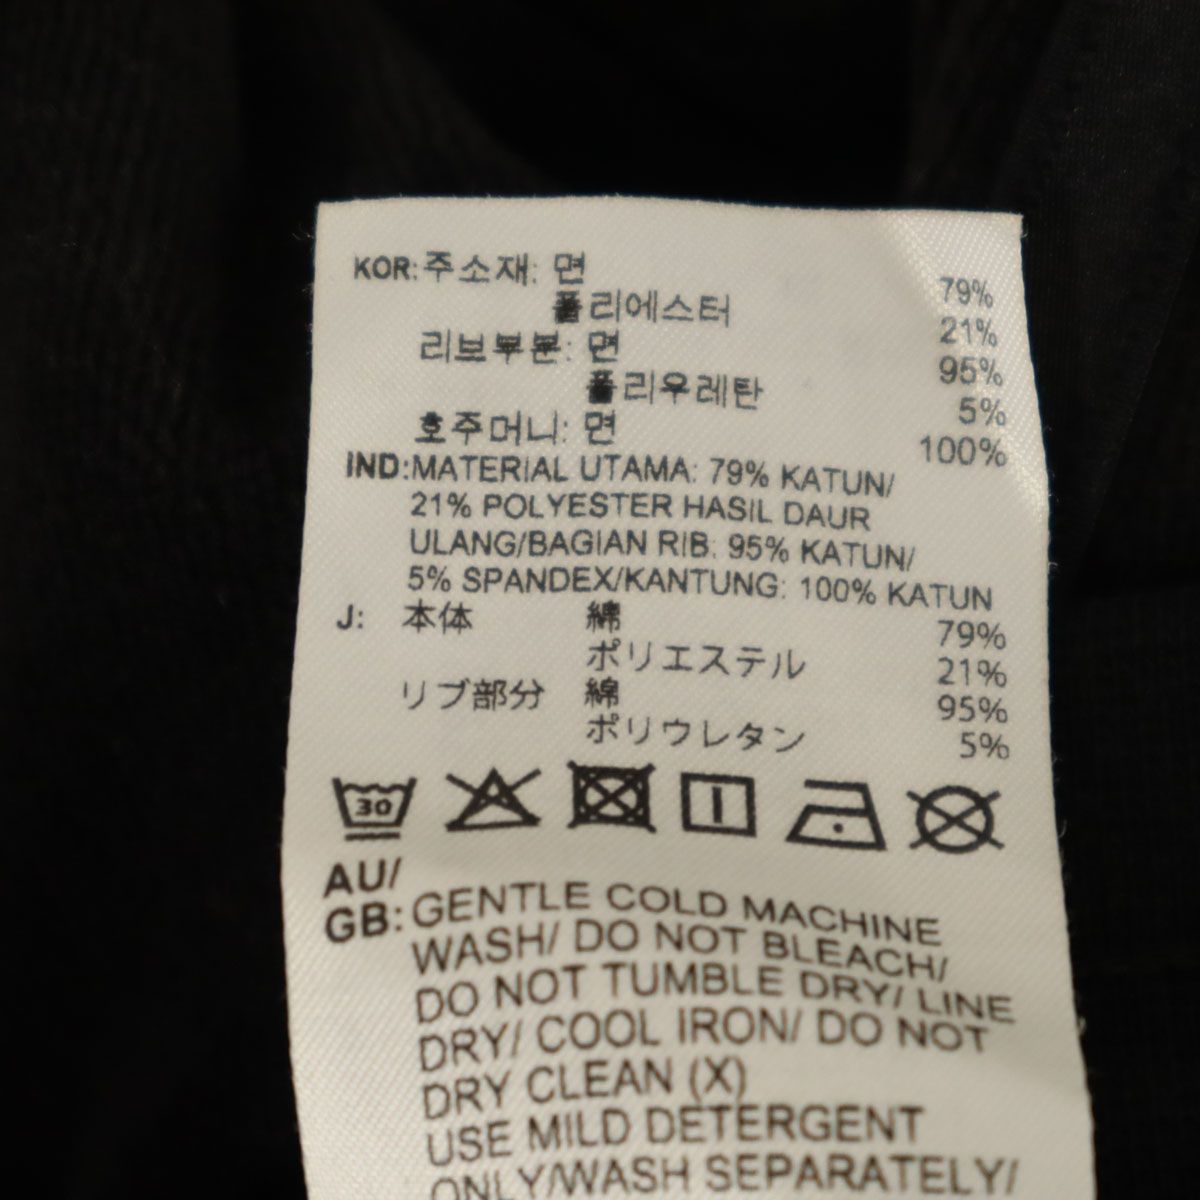 KOR: 주소재: 면 79%
폴리에스터 21%
리브부분: 면 95%
폴리우레탄 5%
호주머니: 면 100%
IND: MATERIAL UTAMA: 79% KATUN/
21% POLYESTER HASIL DAUR
ULANG/BAGIAN RIB: 95% KATUN/
5% SPANDEX/KANTUNG: 100% KATUN
J: 本体 綿 79%
ポリエステル 21%
リブ部分 綿 95%
ポリウレタン 5%
30
AU/
GB: GENTLE COLD MACHINE
WASH/ DO NOT BLEACH/
DO NOT TUMBLE DRY/ LINE
DRY/ COOL IRON/ DO NOT
DRY CLEAN (X)
USE MILD DETERGENT
ONLY/WASH SEPARATELY/